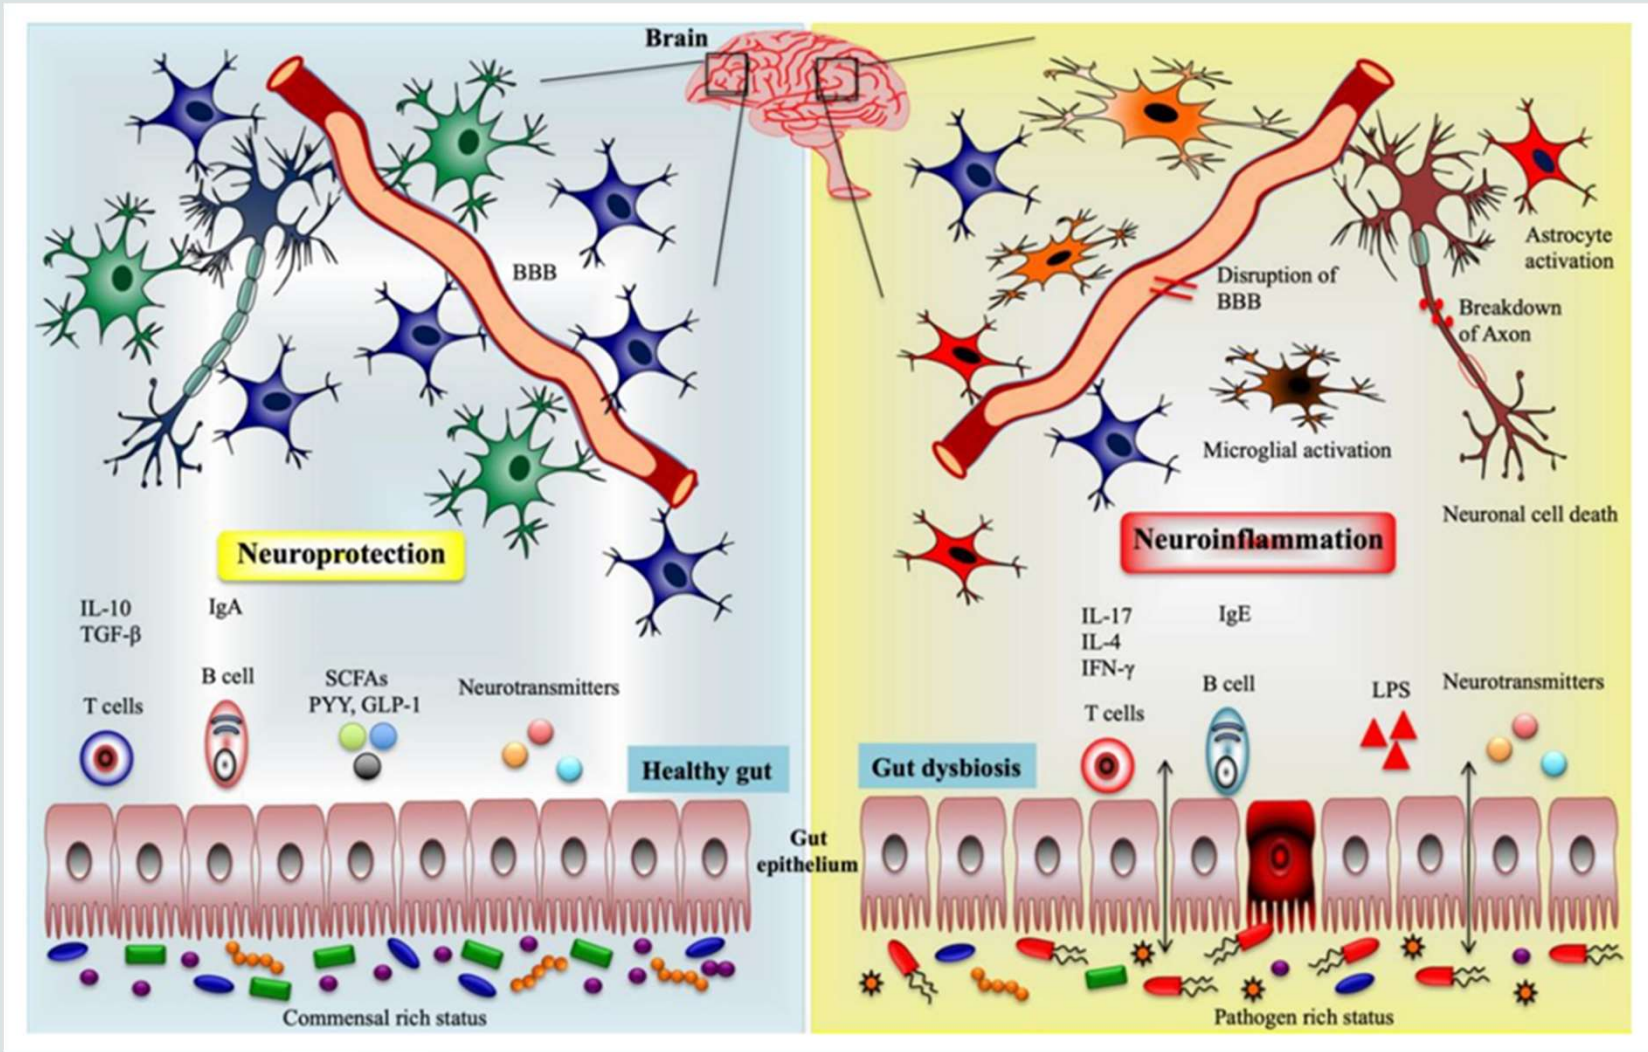 Brain
BBB
Neuroprotection
IL-10
TGF-β
IgA
T cells
B cell
SCFAs
PYY, GLP-1
Neurotransmitters
Healthy gut
Gut
epithelium
Commensal rich status
Astrocyte
activation
Disruption of
BBB
Breakdown
of Axon
Microglial activation
Neuronal cell death
Neuroinflammation
IL-17
IL-4
IFN-γ
IgE
T cells
B cell
LPS
Neurotransmitters
Gut dysbiosis
Pathogen rich status